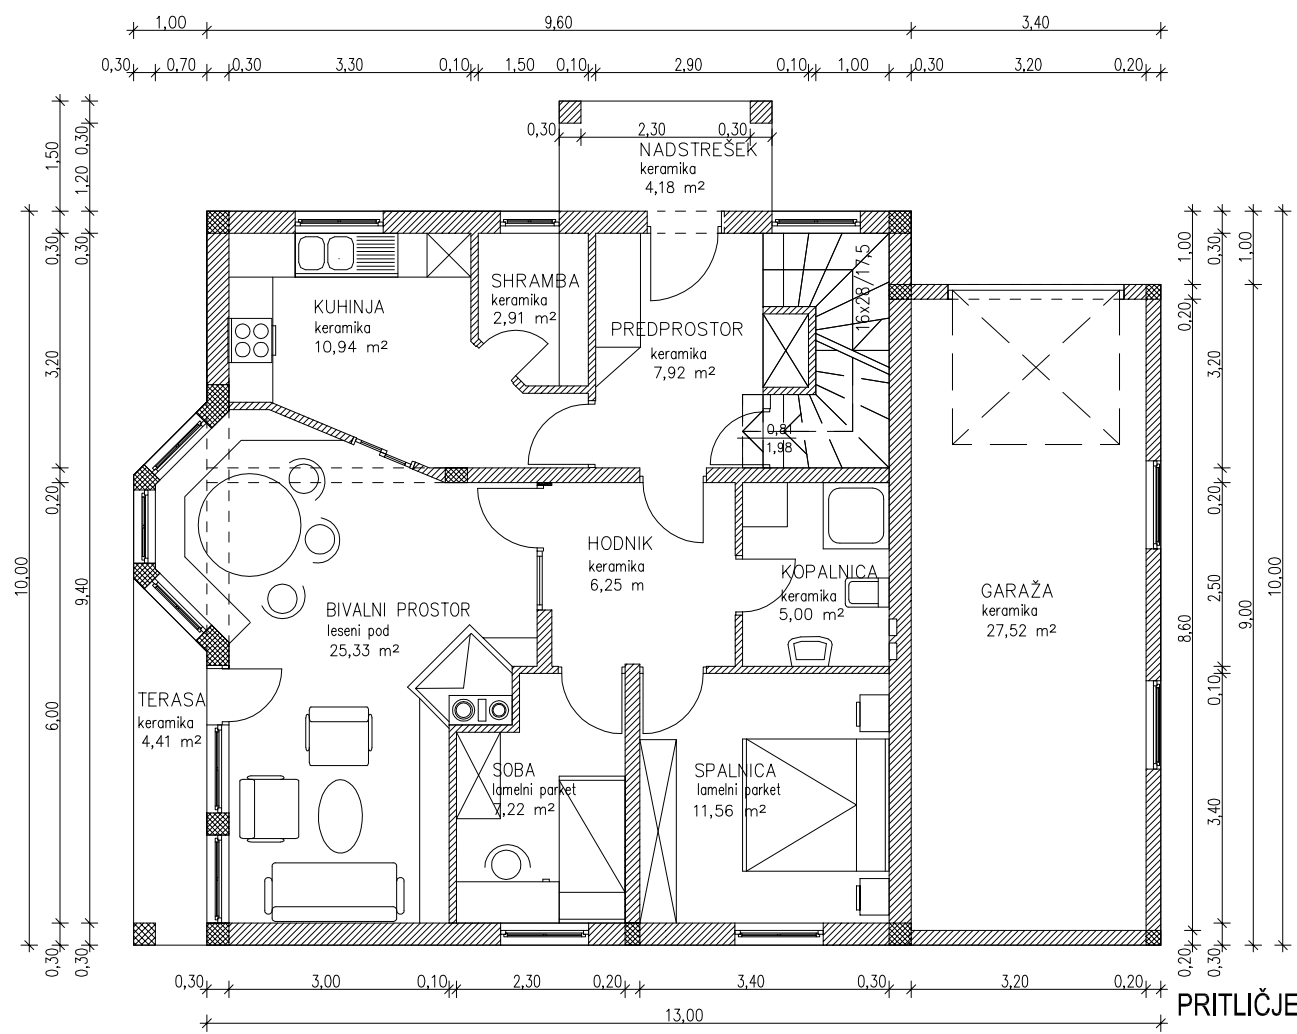 1,00 9,60 3,40
0,30 0,70 0,30 3,30 0,10 1,50 0,10 2,90 0,10 1,00 0,30 3,20 0,20
0,30 2,30 0,30
NADSTREŠEK
keramika
4,18 m²
1,50
0,30
1,20
0,30
0,30
3,20
0,20
10,00
9,40
6,00
0,30
0,30
0,30
KUHINJA
keramika
10,94 m²
SHRAMBA
keramika
2,91 m²
PREDPROSTOR
keramika
7,92 m²
16x28/17,5
0,81
1,98
HODNIK
keramika
6,25 m
KOPALNICA
keramika
5,00 m²
GARAŽA
keramika
27,52 m²
BIVALNI PROSTOR
leseni pod
25,33 m²
TERASA
keramika
4,41 m²
SOBA
lamelni parket
7,22 m²
SPALNICA
lamelni parket
11,56 m²
1,00
0,30
1,00
0,20
3,20
0,20
2,50
8,60
9,00
10,00
0,10
3,40
0,20
0,30
0,30 3,00 0,10 2,30 0,20 3,40 0,30 3,20 0,20
13,00
PRITLIČJE